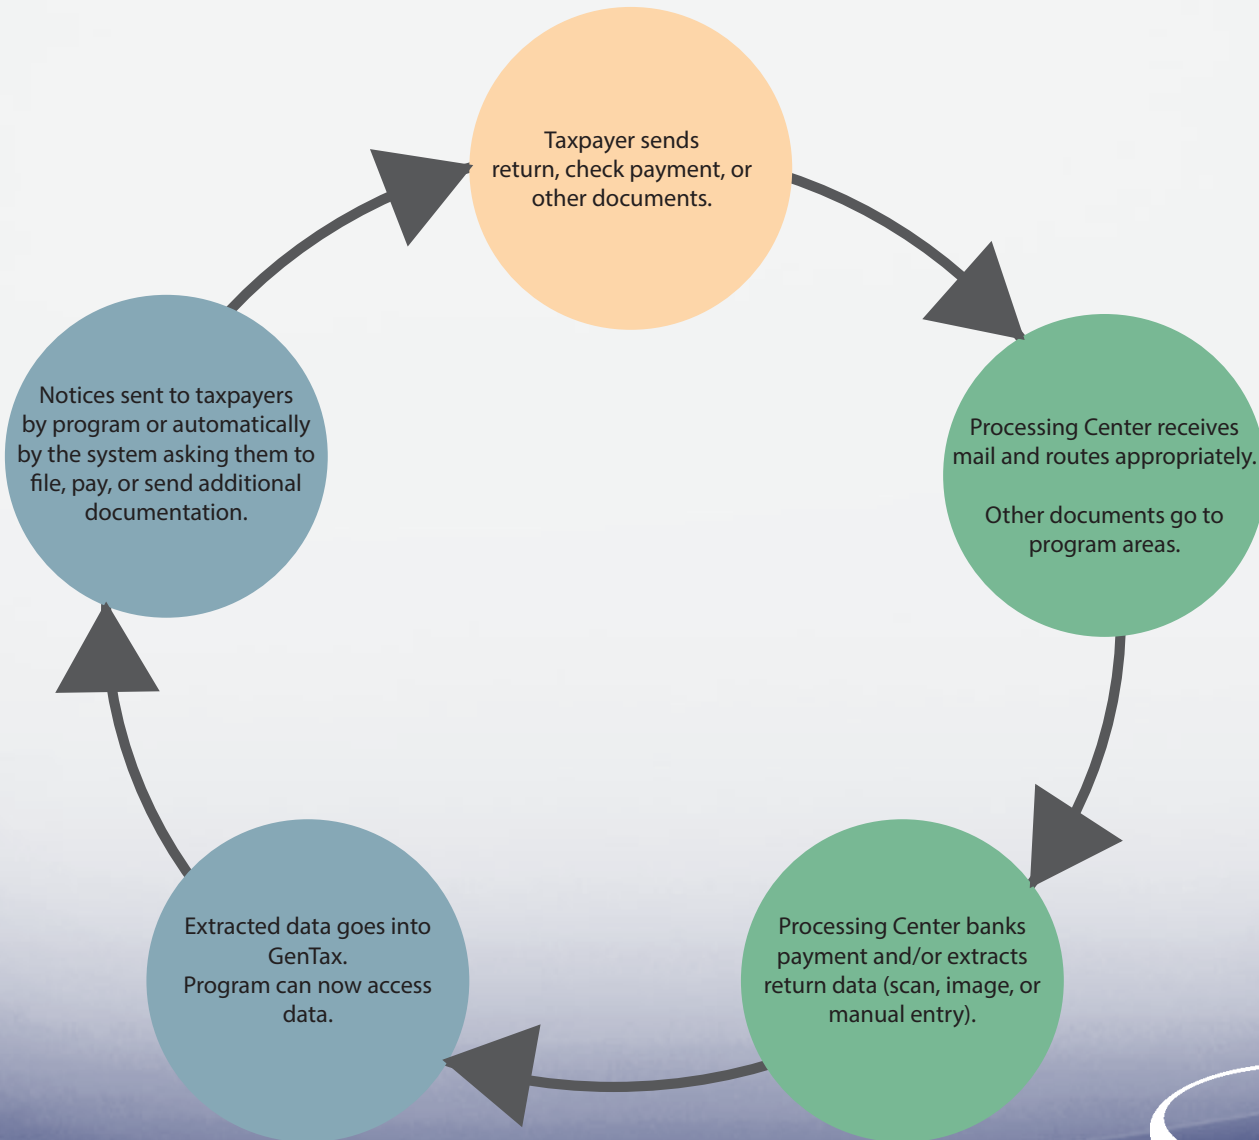 Taxpayer sends
return, check payment, or
other documents.
Processing Center receives
mail and routes appropriately.
Other documents go to
program areas.
Processing Center banks
payment and/or extracts
return data (scan, image, or
manual entry).
Extracted data goes into
GenTax.
Program can now access
data.
Notices sent to taxpayers
by program or automatically
by the system asking them to
file, pay, or send additional
documentation.